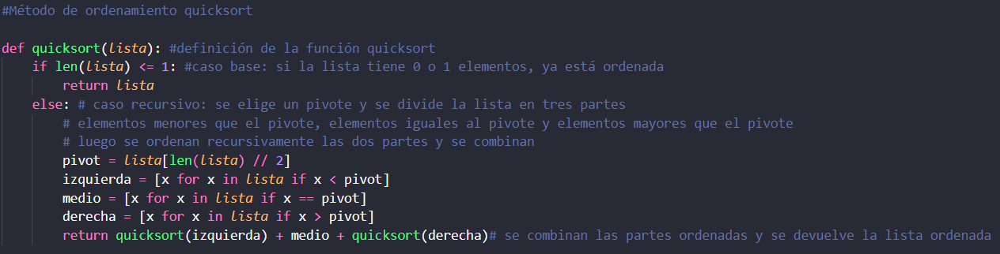 #Método de ordenamiento quicksort

def quicksort(lista): #definición de la función quicksort
    if len(lista) <= 1: #caso base: si la lista tiene 0 o 1 elementos, ya está ordenada
        return lista
    else: # caso recursivo: se elige un pivote y se divide la lista en tres partes
        # elementos menores que el pivote, elementos iguales al pivote y elementos mayores que el pivote
        # luego se ordenan recursivamente las dos partes y se combinan
        pivot = lista[len(lista) // 2]
        izquierda = [x for x in lista if x < pivot]
        medio = [x for x in lista if x == pivot]
        derecha = [x for x in lista if x > pivot]
        return quicksort(izquierda) + medio + quicksort(derecha)# se combinan las partes ordenadas y se devuelve la lista ordenada